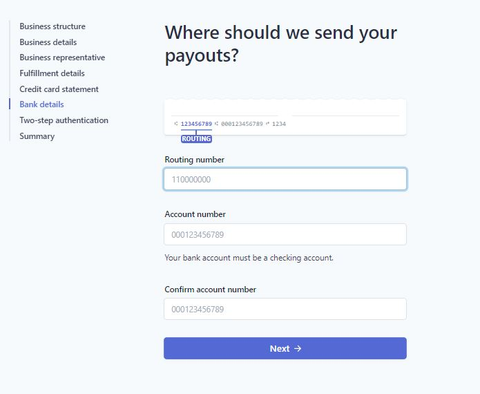 Business structure
Business details
Business representative
Fulfillment details
Credit card statement
Bank details
Two-step authentication
Summary
Where should we send your
payouts?
< 123456789 < 000123456789 ^ 1234
ROUTING
Routing number
110000000
Account number
000123456789
Your bank account must be a checking account.
Confirm account number
000123456789
Next →